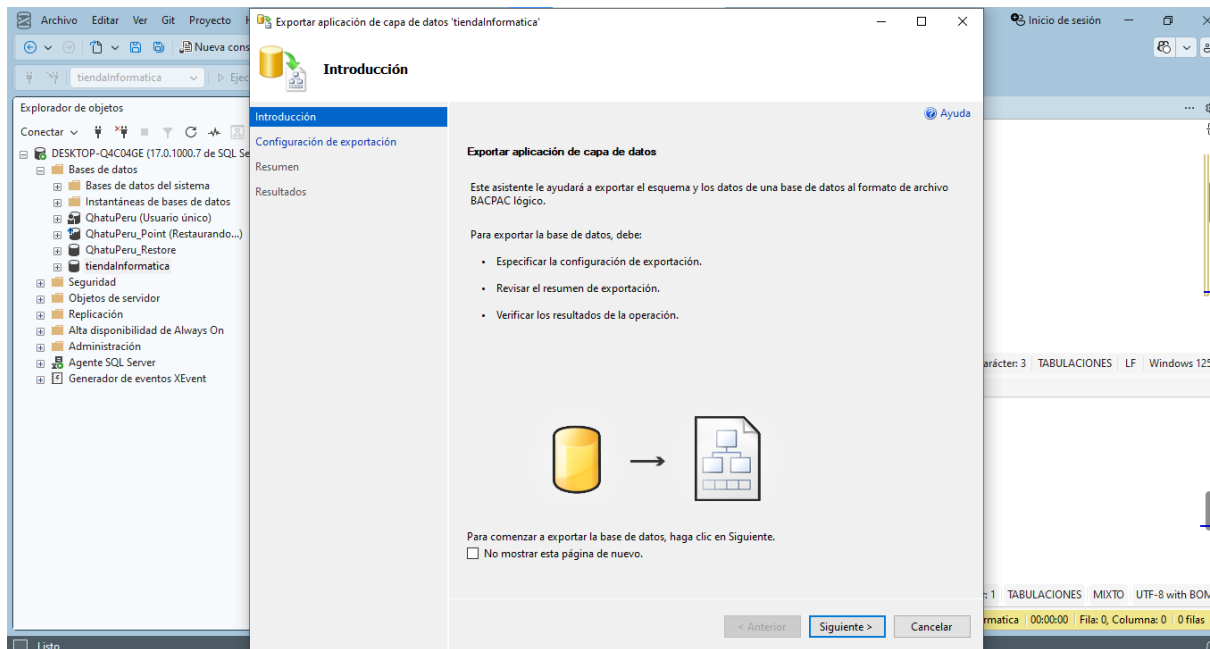 Archivo Editar Ver Git Proyecto
Exportar aplicación de capa de datos 'tiendaInformatica'
Inicio de sesión
Nueva cons
Introducción
tiendaInformatica
Ejec
Explorador de objetos
Conectar
DESKTOP-Q4C04GE (17.0.1000.7 de SQL Se
Bases de datos
Bases de datos del sistema
Instantáneas de bases de datos
QhatuPeru (Usuario único)
QhatuPeru_Point (Restaurando...)
QhatuPeru_Restore
tiendaInformatica
Seguridad
Objetos de servidor
Replicación
Alta disponibilidad de Always On
Administración
Agente SQL Server
Generador de eventos XEvent
Introducción
Configuración de exportación
Resumen
Resultados
Ayuda
Exportar aplicación de capa de datos
Este asistente le ayudará a exportar el esquema y los datos de una base de datos al formato de archivo
BACPAC lógico.
Para exportar la base de datos, debe:
• Especificar la configuración de exportación.
• Revisar el resumen de exportación.
• Verificar los resultados de la operación.
Para comenzar a exportar la base de datos, haga clic en Siguiente.
No mostrar esta página de nuevo.
< Anterior Siguiente > Cancelar
arácter: 3 TABULACIONES LF Windows 125
: 1 TABULACIONES MIXTO UTF-8 with BOM
rmatica 00:00:00 Fila: 0, Columna: 0 0 filas
Listo